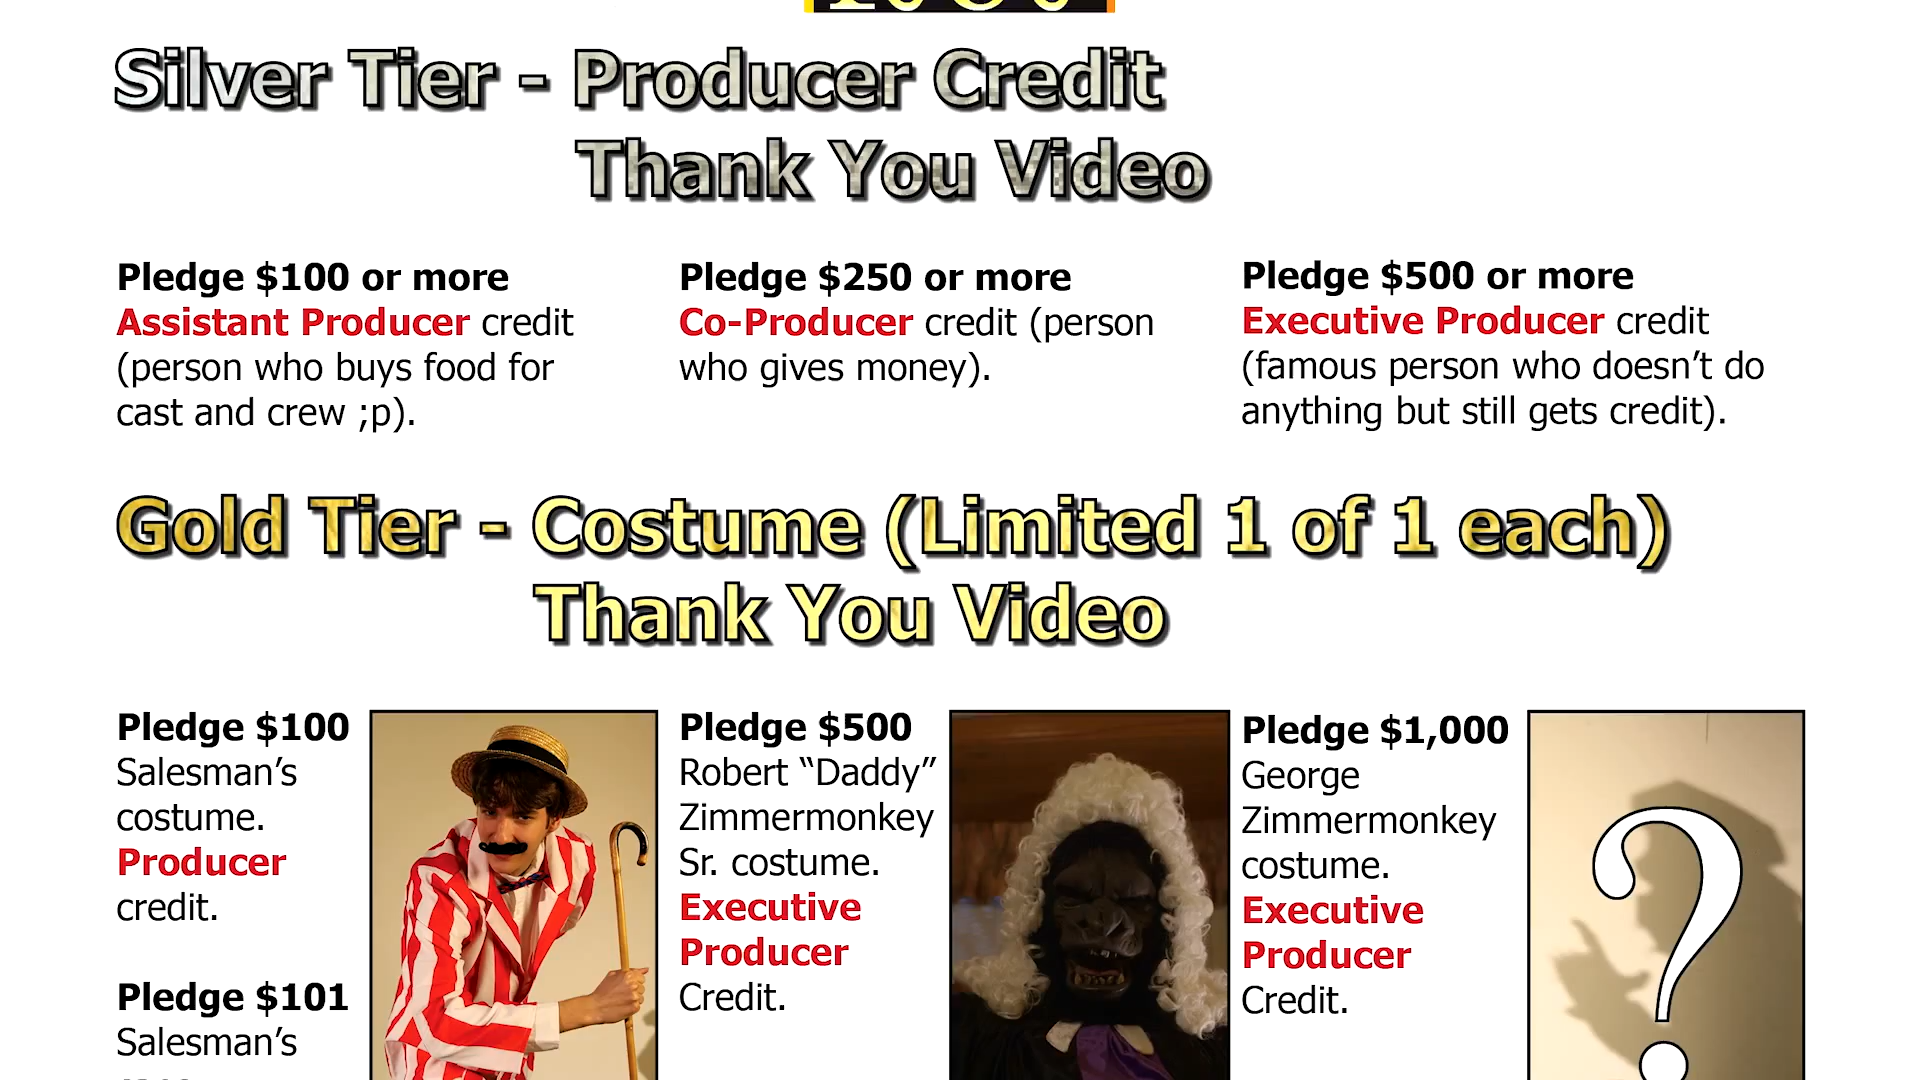 Silver Tier - Producer Credit
Thank You Video
Pledge $100 or more
Assistant Producer credit
(person who buys food for
cast and crew ;p).
Pledge $250 or more
Co-Producer credit (person
who gives money).
Pledge $500 or more
Executive Producer credit
(famous person who doesn’t do
anything but still gets credit).
Gold Tier - Costume (Limited 1 of 1 each)
Thank You Video
Pledge $100
Salesman’s
costume.
Producer
credit.
Pledge $101
Salesman’s
Pledge $500
Robert “Daddy”
Zimmermonkey
Sr. costume.
Executive
Producer
Credit.
Pledge $1,000
George
Zimmermonkey
costume.
Executive
Producer
Credit.
?